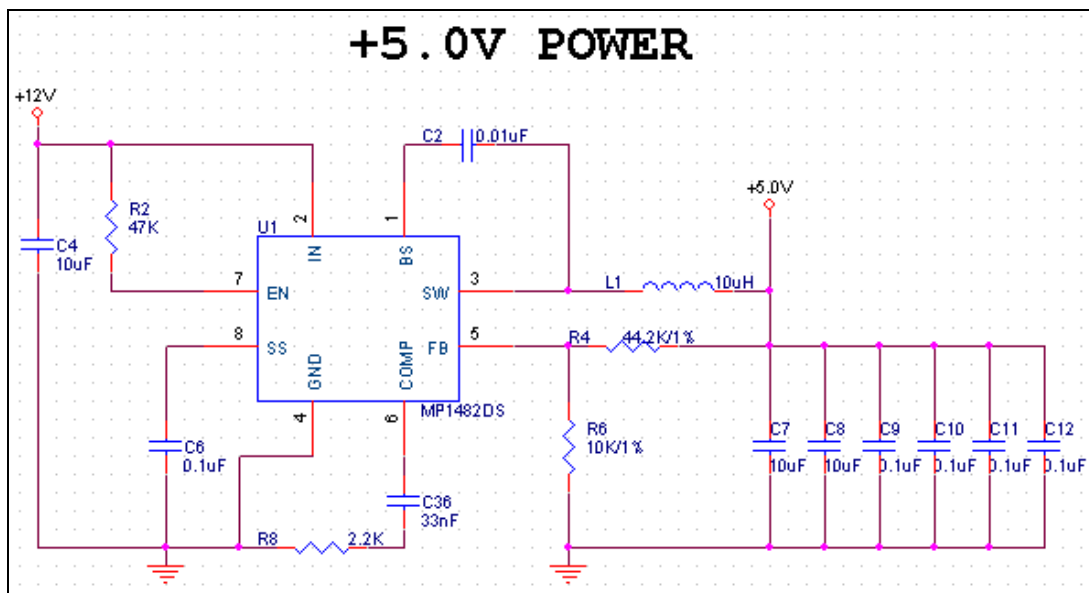 +5.0V POWER
+12V
C2 0.01uF
+5.0V
R2
47K
U1
2
1
IN
BS
C4
10uF
7
EN
SW
3
L1
10uH
8
SS
GND
COMP
FB
5
R4
44.2K/1%
4
6
MP1482DS
C6
0.1uF
R6
10K/1%
C7
10uF
C8
10uF
C9
0.1uF
C10
0.1uF
C11
0.1uF
C12
0.1uF
C36
33nF
R8
2.2K